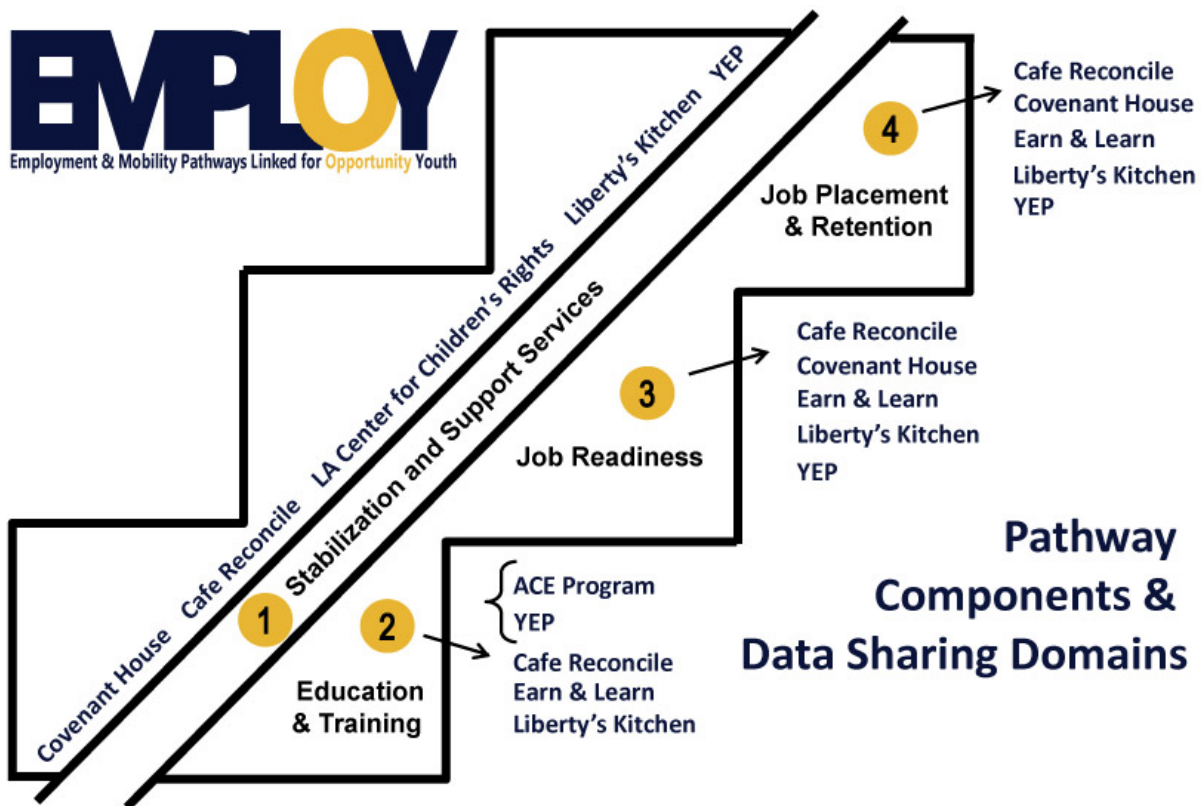 EMPLOY
Employment & Mobility Pathways Linked for Opportunity Youth
Covenant House Cafe Reconcile LA Center for Children's Rights Liberty's Kitchen YEP
1 Stabilization and Support Services
2
Education
& Training
ACE Program
YEP
Cafe Reconcile
Earn & Learn
Liberty's Kitchen
3
Job Readiness
Cafe Reconcile
Covenant House
Earn & Learn
Liberty's Kitchen
YEP
4
Job Placement
& Retention
Cafe Reconcile
Covenant House
Earn & Learn
Liberty's Kitchen
YEP
Pathway
Components &
Data Sharing Domains